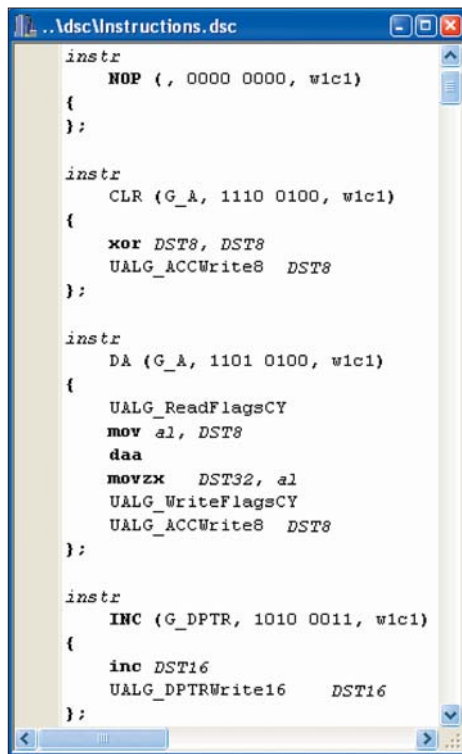 ..\dsc\Instructions.dsc
instr
NOP (, 0000 0000, w1c1)
{
};
instr
CLR (G_A, 1110 0100, w1c1)
{
xor DST8, DST8
UALG_ACCWrite8 DST8
};
instr
DA (G_A, 1101 0100, w1c1)
{
UALG_ReadFlagsCY
mov al, DST8
daa
movzx DST32, al
UALG_WriteFlagsCY
UALG_ACCWrite8 DST8
};
instr
INC (G_DPTR, 1010 0011, w1c1)
{
inc DST16
UALG_DPTRWrite16 DST16
};